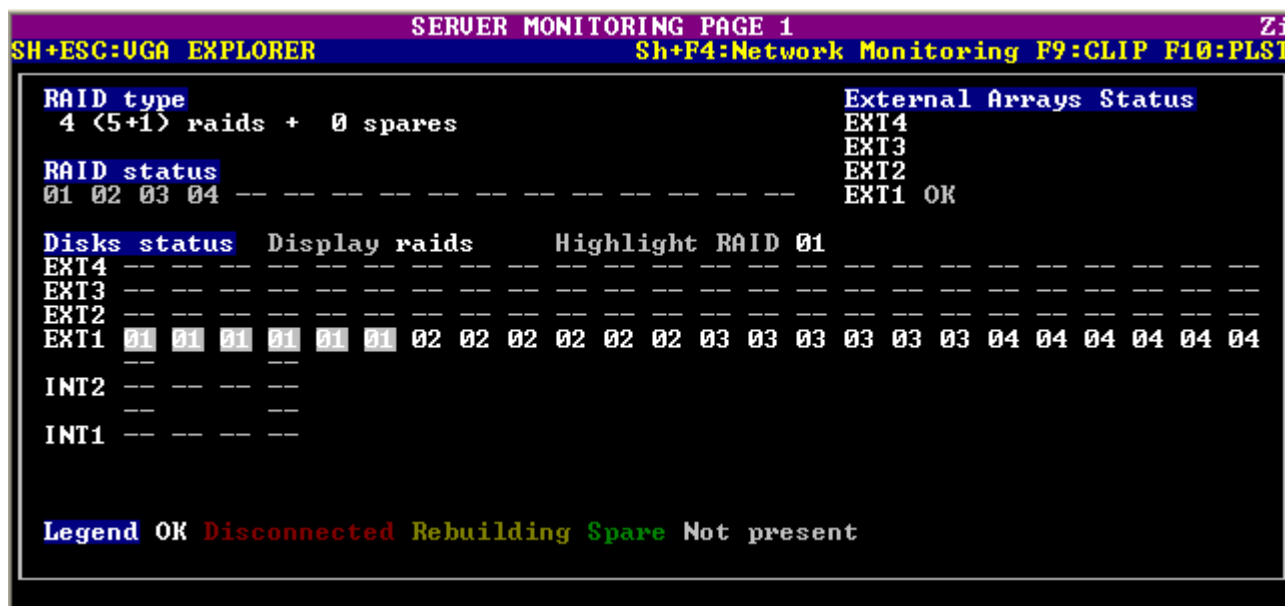 SERVER MONITORING PAGE 1 Zi
SH+ESC:VGA EXPLORER Sh+F4:Network Monitoring F9:CLIP F10:PLST
RAID type External Arrays Status
4 (5+1) raids + 0 spares EXT4
EXT3
RAID status EXT2
01 02 03 04 -- -- -- -- -- -- -- -- -- -- -- -- EXT1 OK
Disks status Display raids Highlight RAID 01
EXT4 -- -- -- -- -- -- -- -- -- -- -- -- -- -- -- -- -- -- -- -- -- -- -- --
EXT3 -- -- -- -- -- -- -- -- -- -- -- -- -- -- -- -- -- -- -- -- -- -- -- --
EXT2 -- -- -- -- -- -- -- -- -- -- -- -- -- -- -- -- -- -- -- -- -- -- -- --
EXT1 01 01 01 01 01 01 02 02 02 02 02 02 03 03 03 03 03 03 04 04 04 04 04 04
-- --
INT2 -- -- -- --
-- --
INT1 -- -- -- --
Legend OK Disconnected Rebuilding Spare Not present